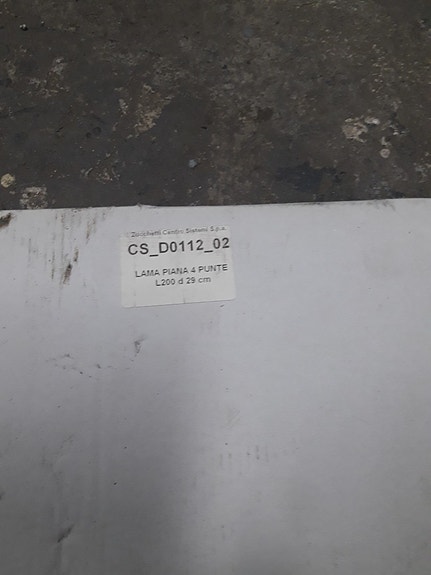 Zucchetti Centro Sistemi S.p.a.
CS_D0112_02
LAMA PIANA 4 PUNTE
L200 d 29 cm